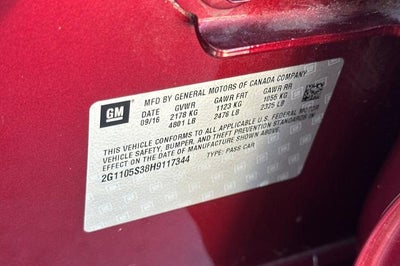 GM
MFD BY GENERAL MOTORS OF CANADA COMPANY
DATE GVWR GAWR FRT GAWR RR
09/16 2178 KG 1123 KG 1055 KG
4801 LB 2476 LB 2325 LB
THIS VEHICLE CONFORMS TO ALL APPLICABLE U.S. FEDERAL MOTOR
VEHICLE SAFETY, BUMPER, AND THEFT PREVENTION STANDARDS IN
EFFECT ON THE DATE OF MANUFACTURE SHOWN ABOVE.
2G1105S38H9117344 TYPE: PASS CAR